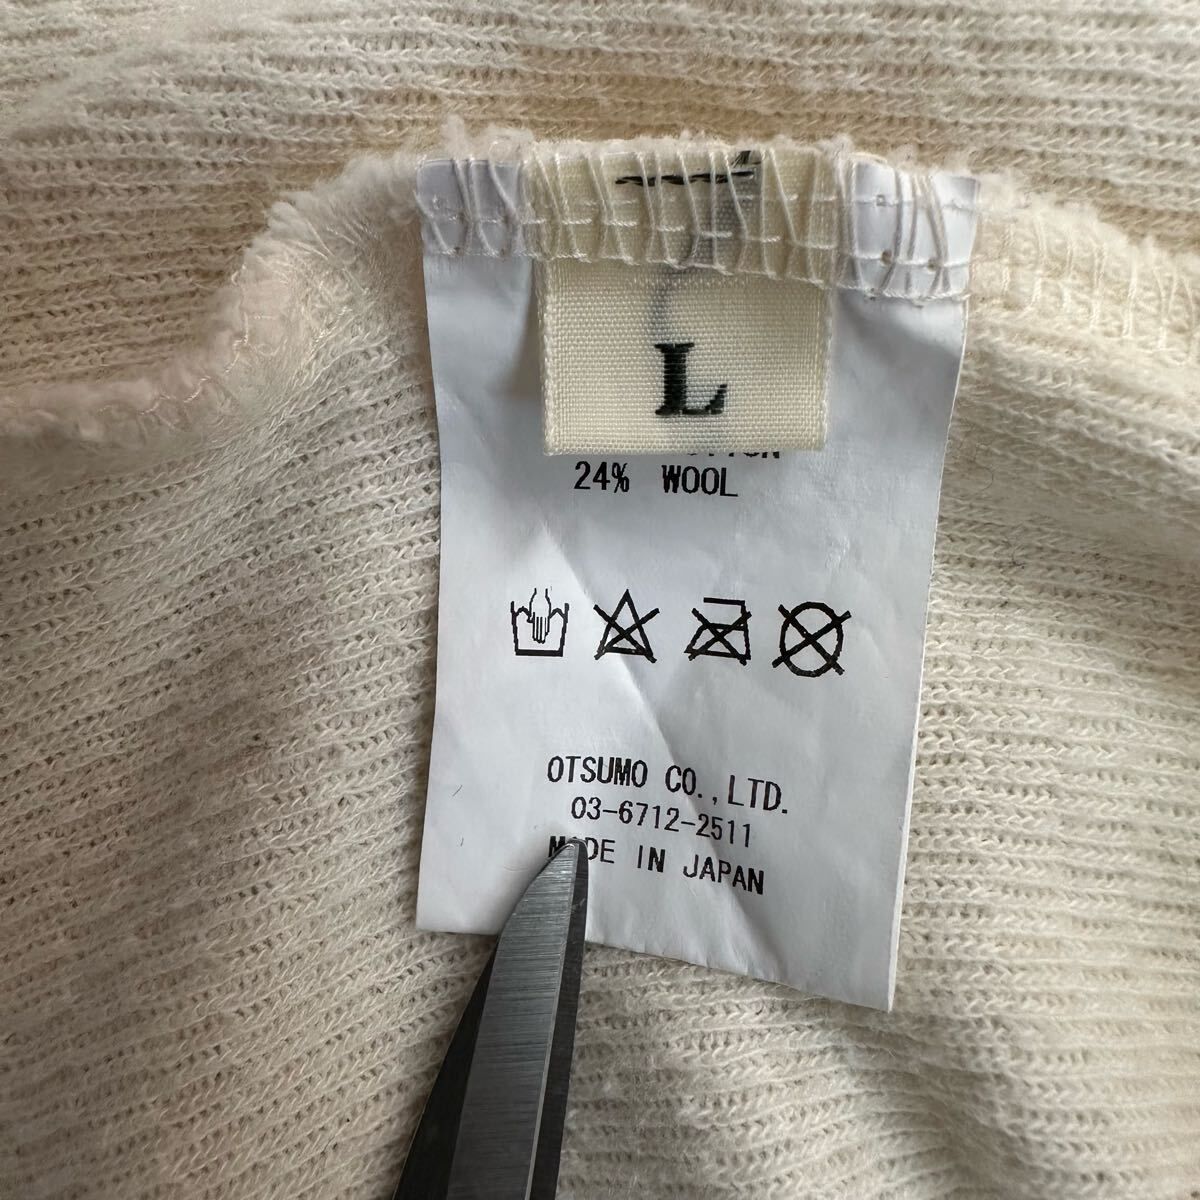 L
24% WOOL
OTSUMO CO.,LTD.
03-6712-2511
MADE IN JAPAN